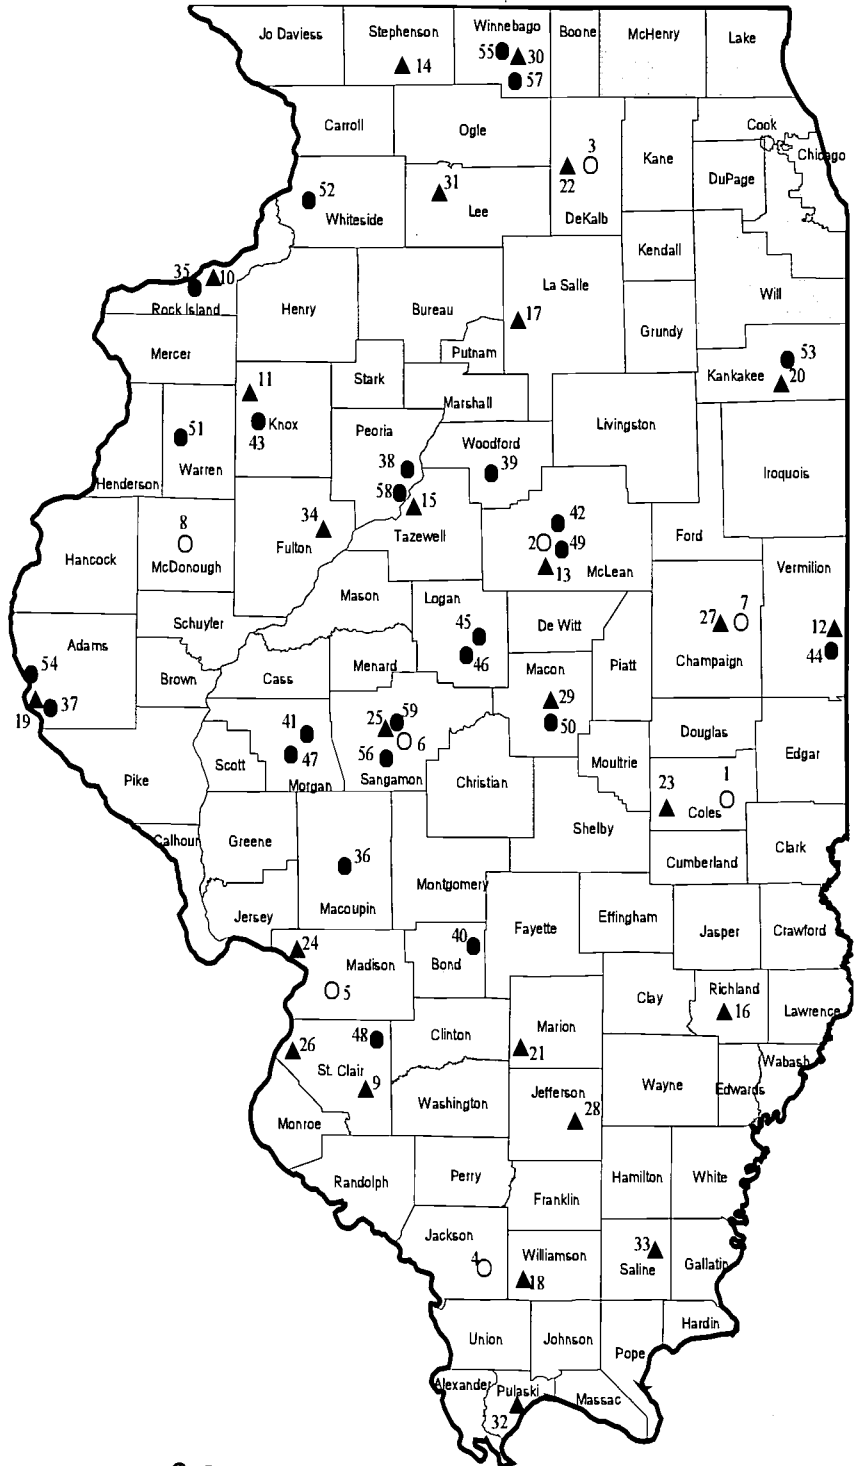 Jo Daviess
Stephenson
14
Winnebago
55
30
57
Boone
McHenry
Lake
Carroll
Ogle
3
22
DeKalb
Kane
Cook
Chicago
DuPage
52
Whiteside
31
Lee
Kendall
35
10
Rock Island
Henry
Bureau
La Salle
17
Will
Grundy
Mercer
Putnam
53
Kankakee
20
Stark
11
Knox
43
Marshall
Peoria
Woodford
Livingston
51
Warren
Henderson
38
39
58
15
Tazewell
Iroquois
8
McDonough
Hancock
34
Fulton
42
2
49
13
McLean
Ford
Vermilion
Mason
Logan
45
46
De Witt
27
7
Champaign
12
44
Schuyler
Adams
54
19
37
Brown
Cass
Menard
Macon
29
50
Piatt
41
47
Morgan
25
59
6
56
Sangamon
Scott
Pike
Christian
Moultrie
Douglas
Edgar
23
1
Coles
Shelby
Calhoun
Greene
36
Macoupin
Montgomery
Cumberland
Clark
Jersey
24
Madison
5
40
Bond
Fayette
Effingham
Jasper
Crawford
Clay
Richland
16
Lawrence
48
26
St. Clair
9
Clinton
Marion
21
Wabash
Edwards
Wayne
Monroe
Washington
Jefferson
28
Randolph
Perry
Hamilton
White
Franklin
Jackson
4
Williamson
18
33
Saline
Gallatin
Union
Johnson
Hardin
Pope
Alexander
Pulaski
32
Massac